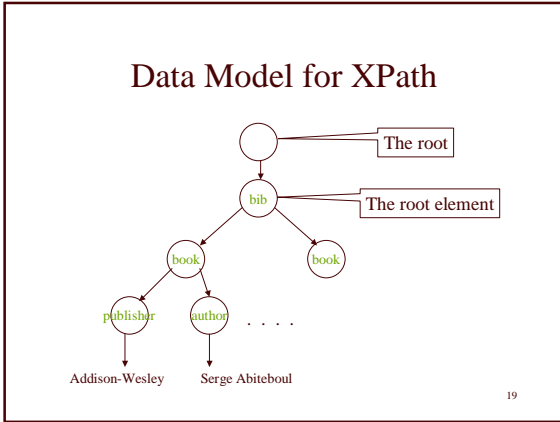 Data Model for XPath
The root
bib
The root element
book
book
publisher
author
. . . .
Addison-Wesley
Serge Abiteboul
19